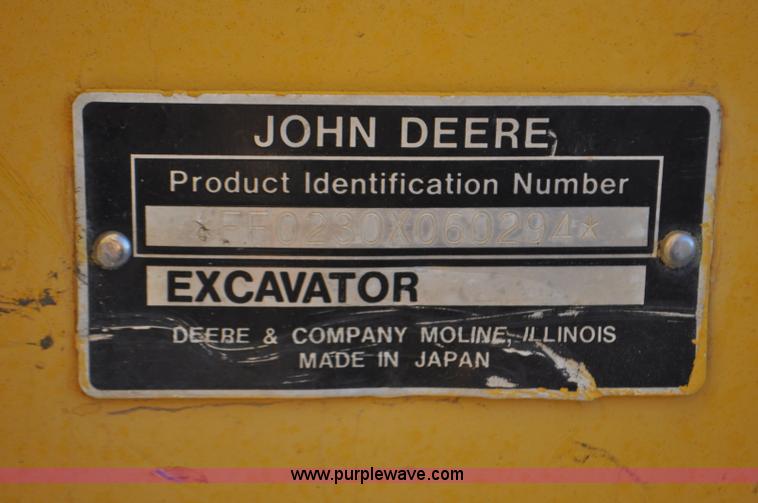 JOHN DEERE
Product Identification Number
*FF0230X060294*
EXCAVATOR
DEERE & COMPANY MOLINE, ILLINOIS
MADE IN JAPAN
www.purplewave.com